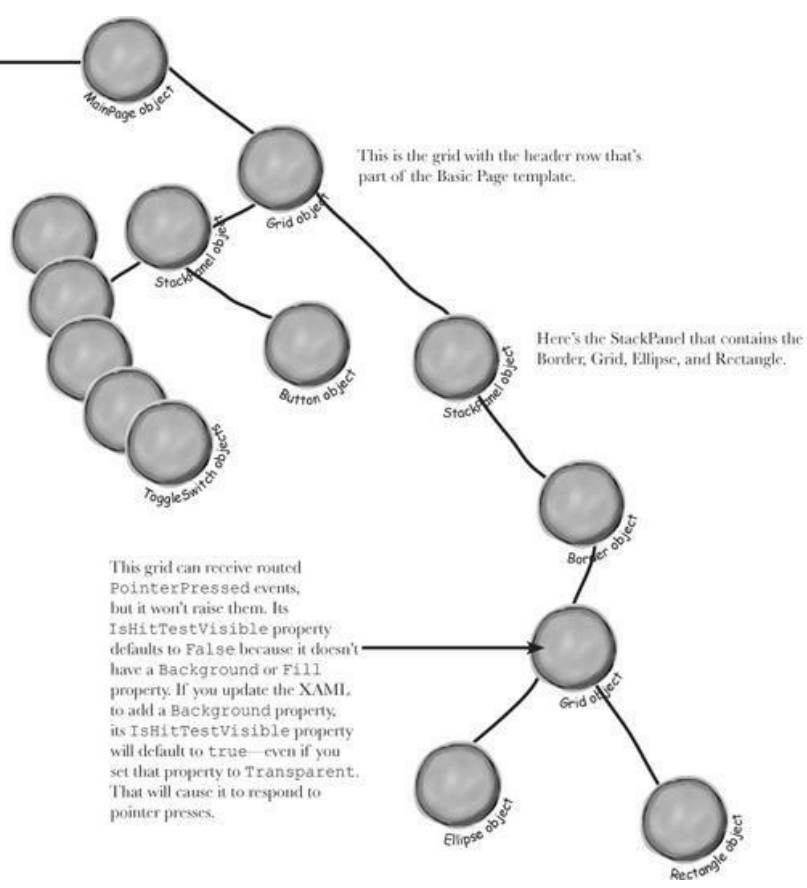 MainPage object
This is the grid with the header row that's
part of the Basic Page template.
Grid object
StackPanel object
Here's the StackPanel that contains the
Border, Grid, Ellipse, and Rectangle.
StackPanel object
Button object
ToggleSwitch objects
Border object
This grid can receive routed
PointerPressed events,
but it won't raise them. Its
IsHitTestVisible property
defaults to False because it doesn't
have a Background or Fill
property. If you update the XAML
to add a Background property,
its IsHitTestVisible property
will default to true—even if you
set that property to Transparent.
That will cause it to respond to
pointer presses.
Grid object
Ellipse object
Rectangle object